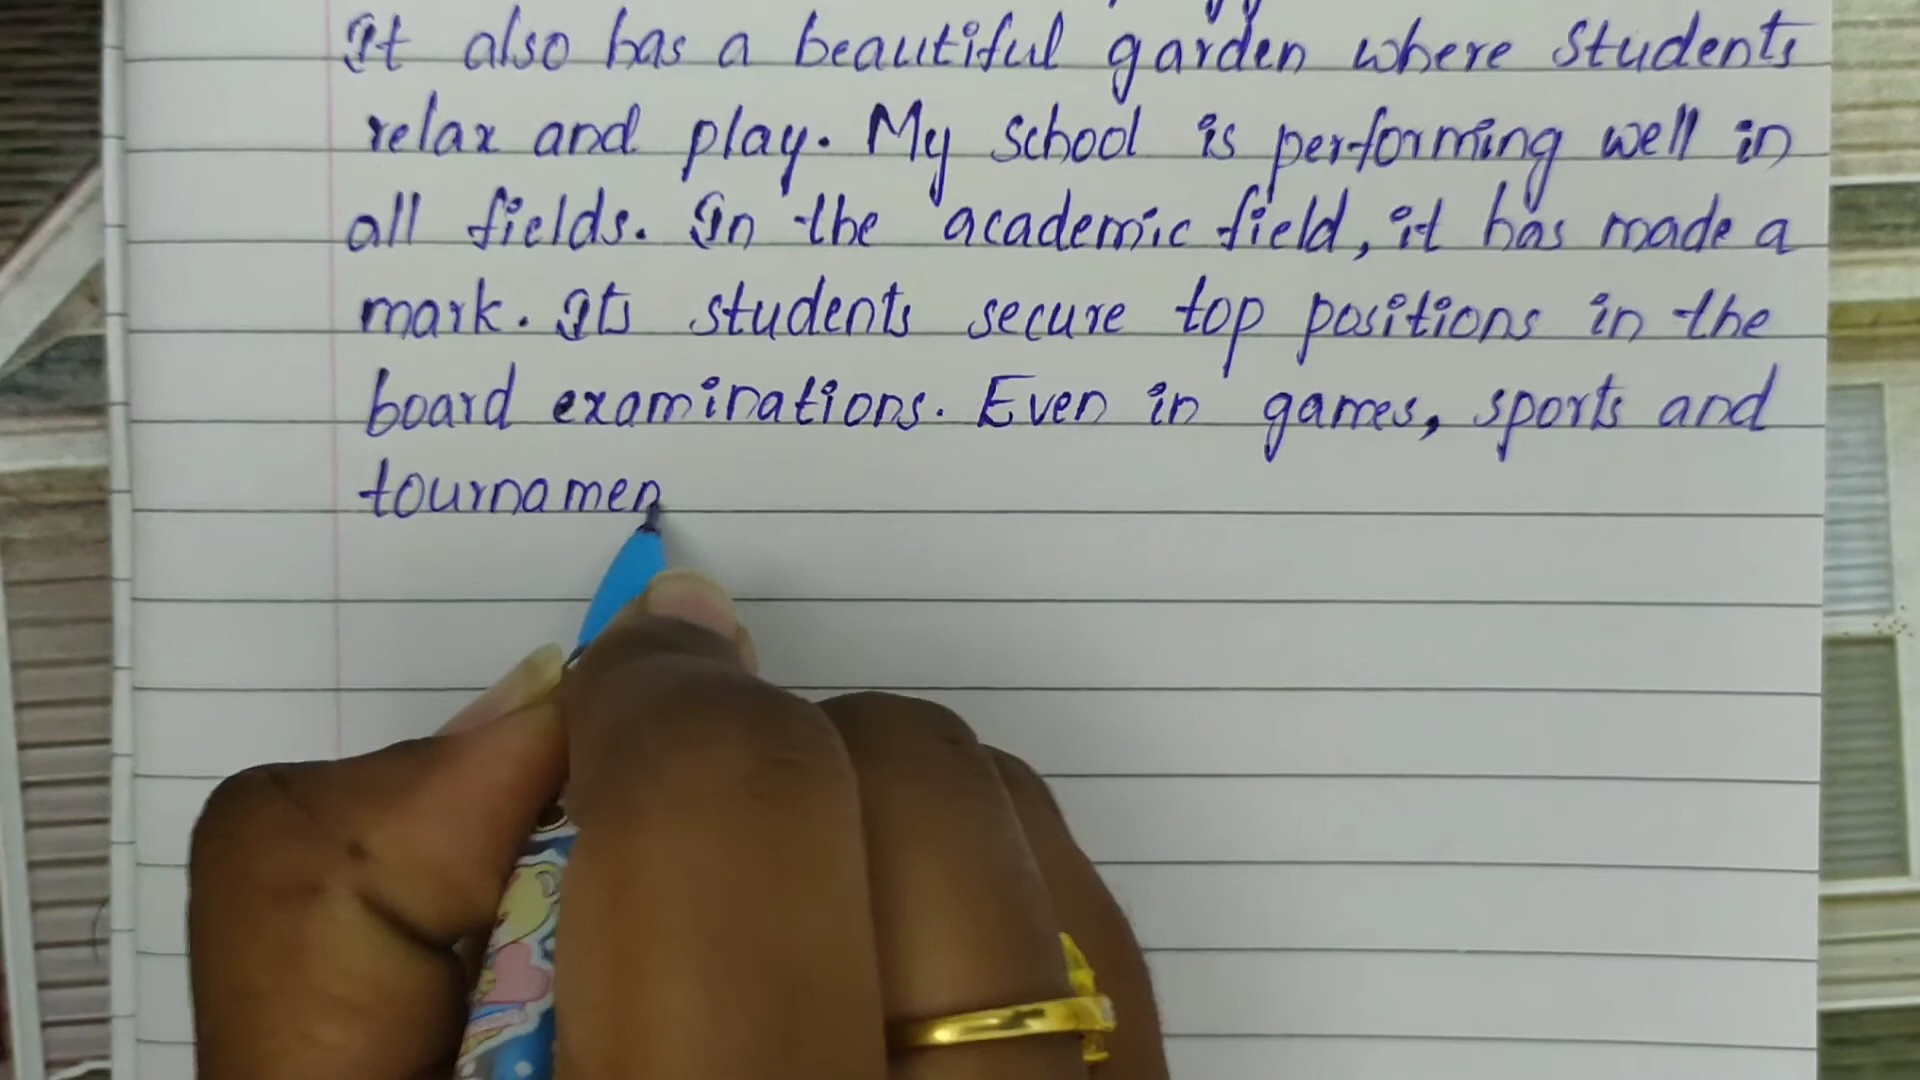 It also has a beautiful garden where students
relax and play. My school is performing well in
all fields. In the academic field, it has made a
mark. Its students secure top positions in the
board examinations. Even in games, sports and
tournamen